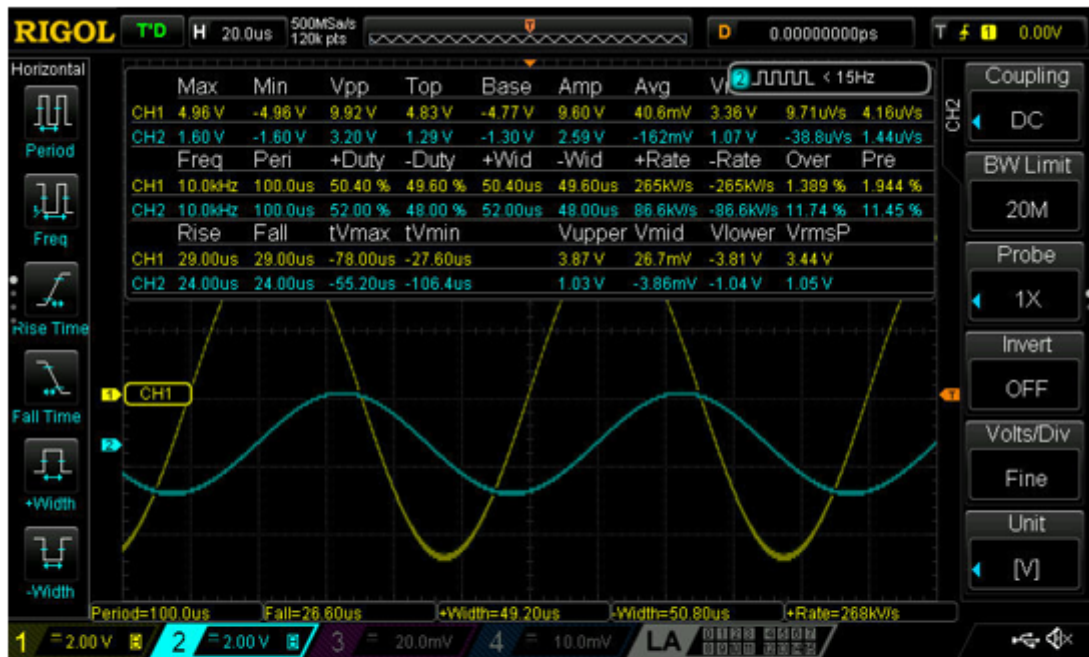 RIGOL T'D H 20.0us 500MSa/s 120k pts D 0.00000000ps T 1 0.00V
Horizontal
Period
Freq
Rise Time
Fall Time
+Width
-Width
Max Min Vpp Top Base Amp Avg 2 < 15Hz
CH1 4.96 V -4.96 V 9.92 V 4.83 V -4.77 V 9.60 V 40.6mV 3.36 V 9.71uVs 4.16uVs
CH2 1.60 V -1.60 V 3.20 V 1.29 V -1.30 V 2.59 V -162mV 1.07 V -38.8uVs 1.44uVs
Freq Peri +Duty -Duty +Wid -Wid +Rate -Rate Over Pre
CH1 10.0kHz 100.0us 50.40 % 49.60 % 50.40us 49.60us 265kV/s -265kV/s 1.389 % 1.944 %
CH2 10.0kHz 100.0us 52.00 % 48.00 % 52.00us 48.00us 86.6kV/s -86.6kV/s 11.74 % 11.45 %
Rise Fall tVmax tVmin Vupper Vmid Vlower VrmsP
CH1 29.00us 29.00us -78.00us -27.60us 3.87 V 26.7mV -3.81 V 3.44 V
CH2 24.00us 24.00us -55.20us -106.4us 1.03 V -3.86mV -1.04 V 1.05 V
T
1 CH1
2
T
CH2
Coupling
DC
BW Limit
20M
Probe
1X
Invert
OFF
Volts/Div
Fine
Unit
[V]
Period=100.0us Fall=26.60us +Width=49.20us -Width=50.80us +Rate=268kV/s
1 = 2.00 V B 2 = 2.00 V B 3 = 20.0mV 4 = 10.0mV LA